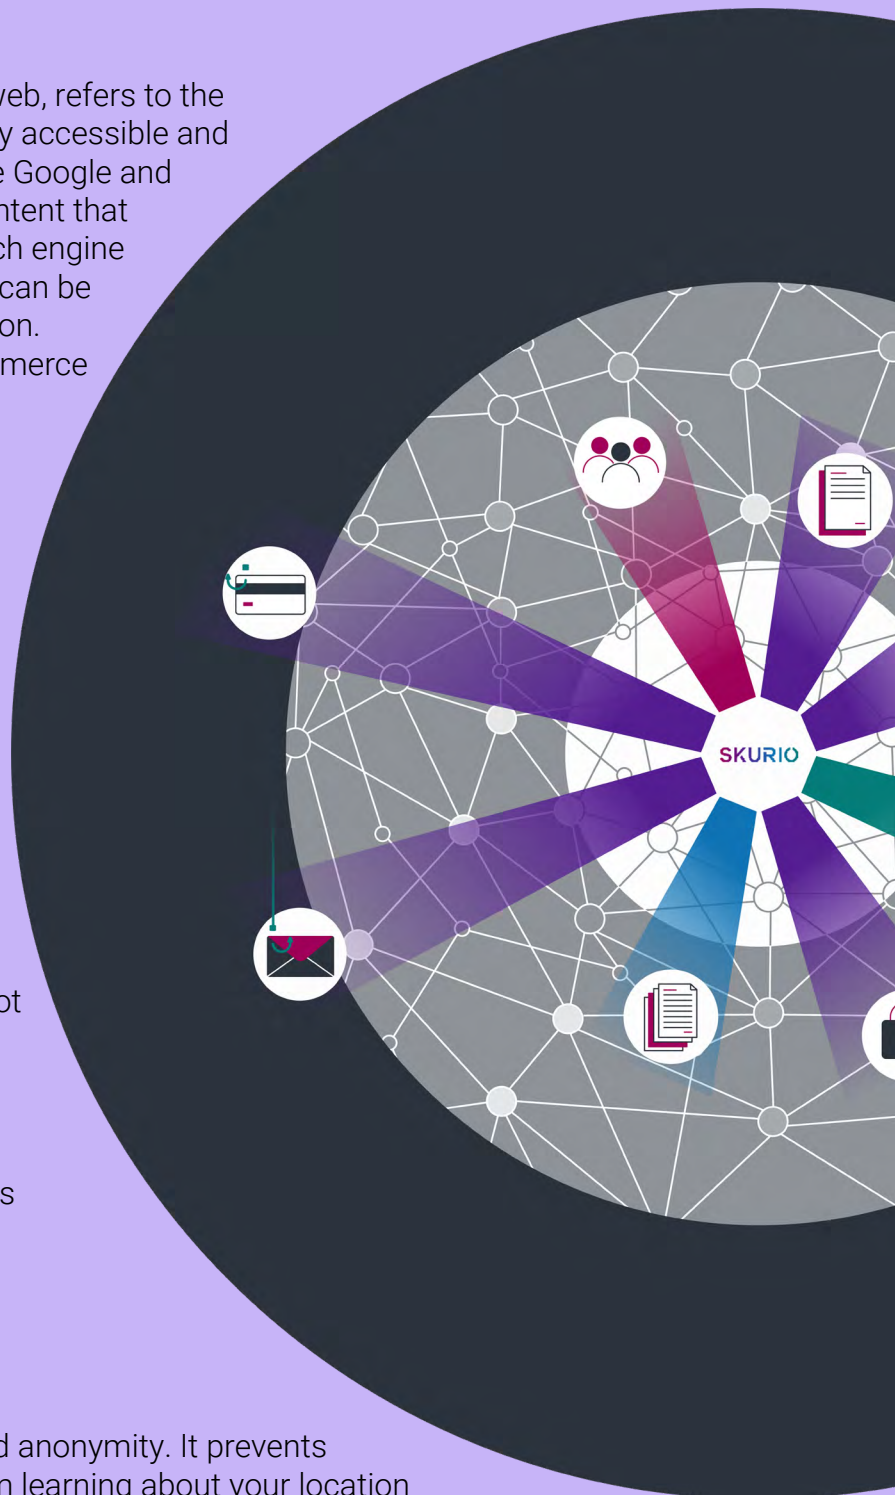 veb, refers to the
y accessible and
e Google and
ntent that
ch engine
can be
on.
merce
SKURIO
ot
s
d anonymity. It prevents
m learning about your location